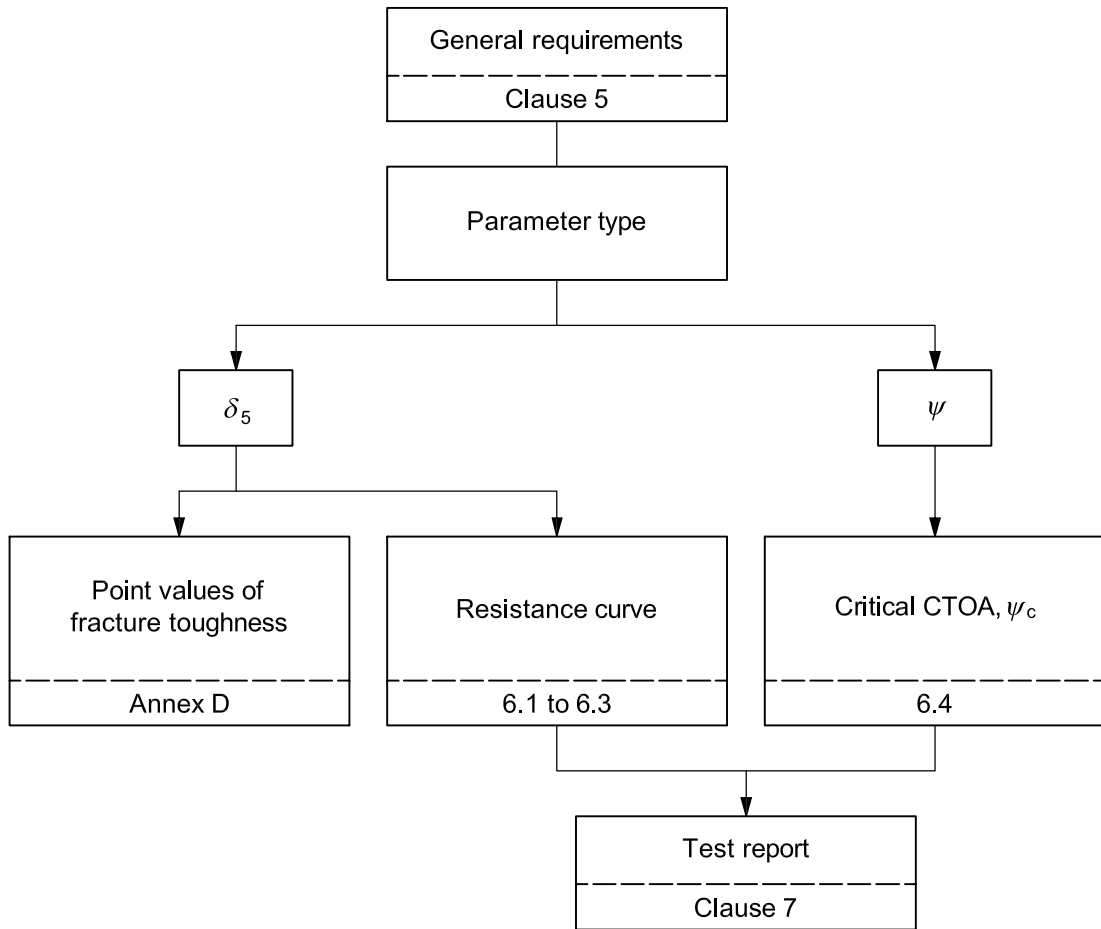 General requirements
Clause 5
Parameter type
δ5
ψ
Point values of
fracture toughness
Annex D
Resistance curve
6.1 to 6.3
Critical CTOA, ψc
6.4
Test report
Clause 7